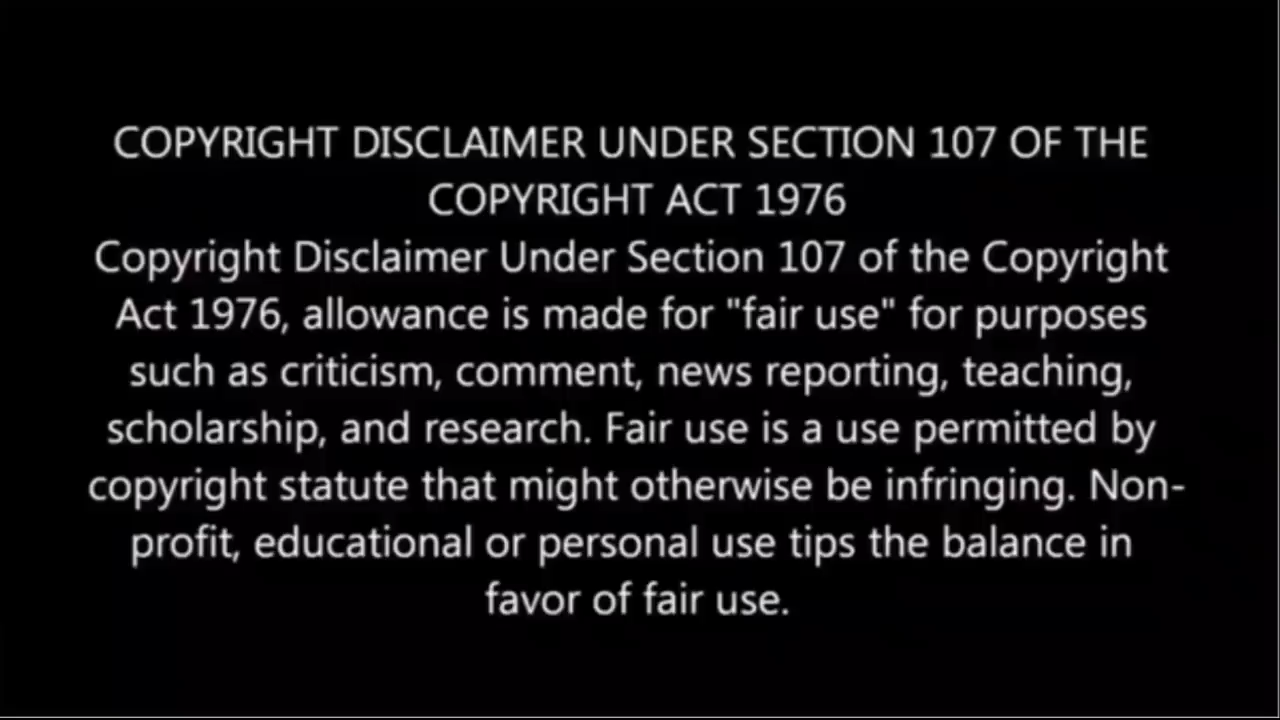 COPYRIGHT DISCLAIMER UNDER SECTION 107 OF THE
COPYRIGHT ACT 1976
Copyright Disclaimer Under Section 107 of the Copyright
Act 1976, allowance is made for "fair use" for purposes
such as criticism, comment, news reporting, teaching,
scholarship, and research. Fair use is a use permitted by
copyright statute that might otherwise be infringing. Non-
profit, educational or personal use tips the balance in
favor of fair use.